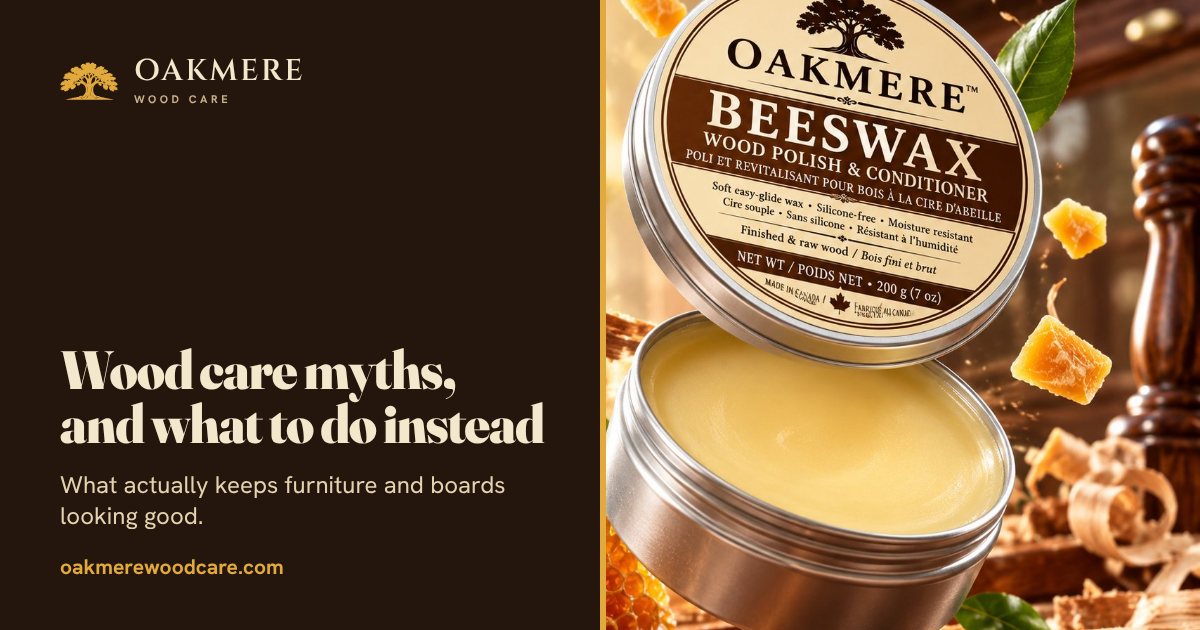 OAKMERE
WOOD CARE
Wood care myths,
and what to do instead
What actually keeps furniture and boards
looking good.
oakmerewoodcare.com
OAKMERE™
BEESWAX
WOOD POLISH & CONDITIONER
POLI ET REVITALISANT POUR BOIS À LA CIRE D'ABEILLE
Soft easy-glide wax • Silicone-free • Moisture resistant
Cire souple • Sans silicone • Résistant à l'humidité
Finished & raw wood / Bois fini et brut
NET WT / POIDS NET • 200 g (7 oz)
MADE IN CANADA /